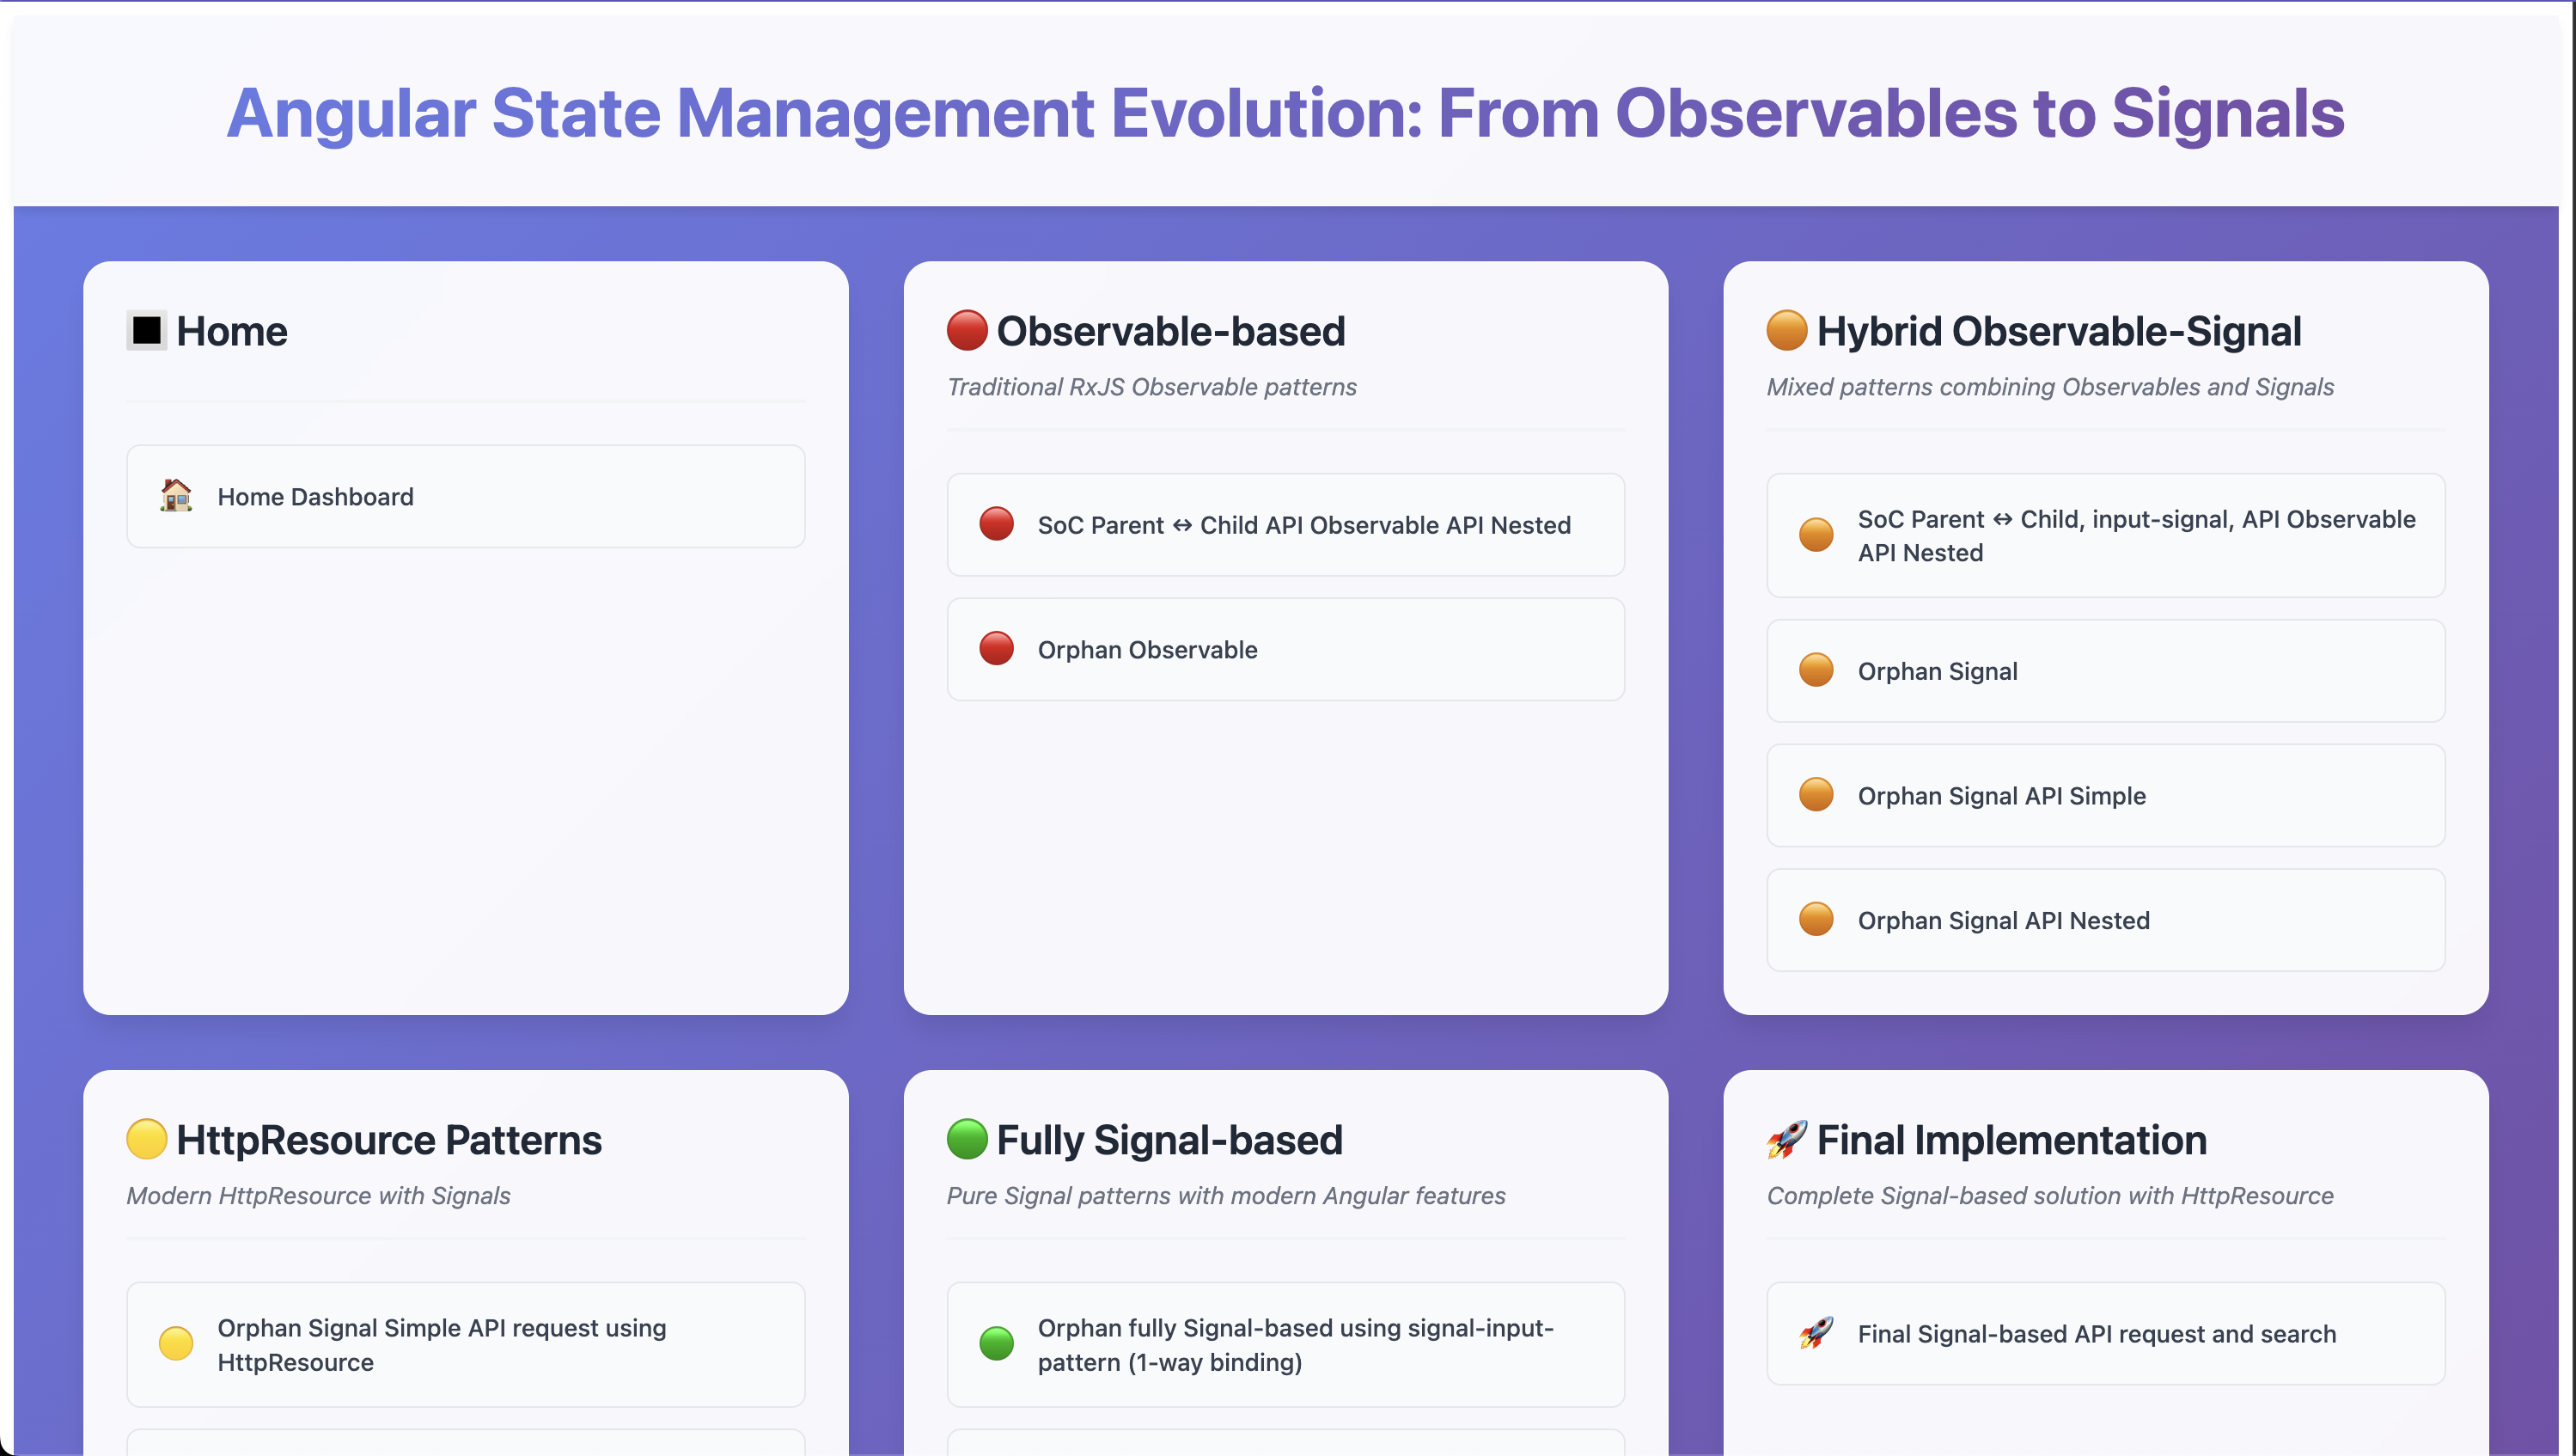 Angular State Management Evolution: From Observables to Signals
Home
Home Dashboard
Observable-based
Traditional RxJS Observable patterns
SoC Parent ↔ Child API Observable API Nested
Orphan Observable
Hybrid Observable-Signal
Mixed patterns combining Observables and Signals
SoC Parent ↔ Child, input-signal, API Observable
API Nested
Orphan Signal
Orphan Signal API Simple
Orphan Signal API Nested
HttpResource Patterns
Modern HttpResource with Signals
Orphan Signal Simple API request using
HttpResource
Fully Signal-based
Pure Signal patterns with modern Angular features
Orphan fully Signal-based using signal-input-
pattern (1-way binding)
Final Implementation
Complete Signal-based solution with HttpResource
Final Signal-based API request and search